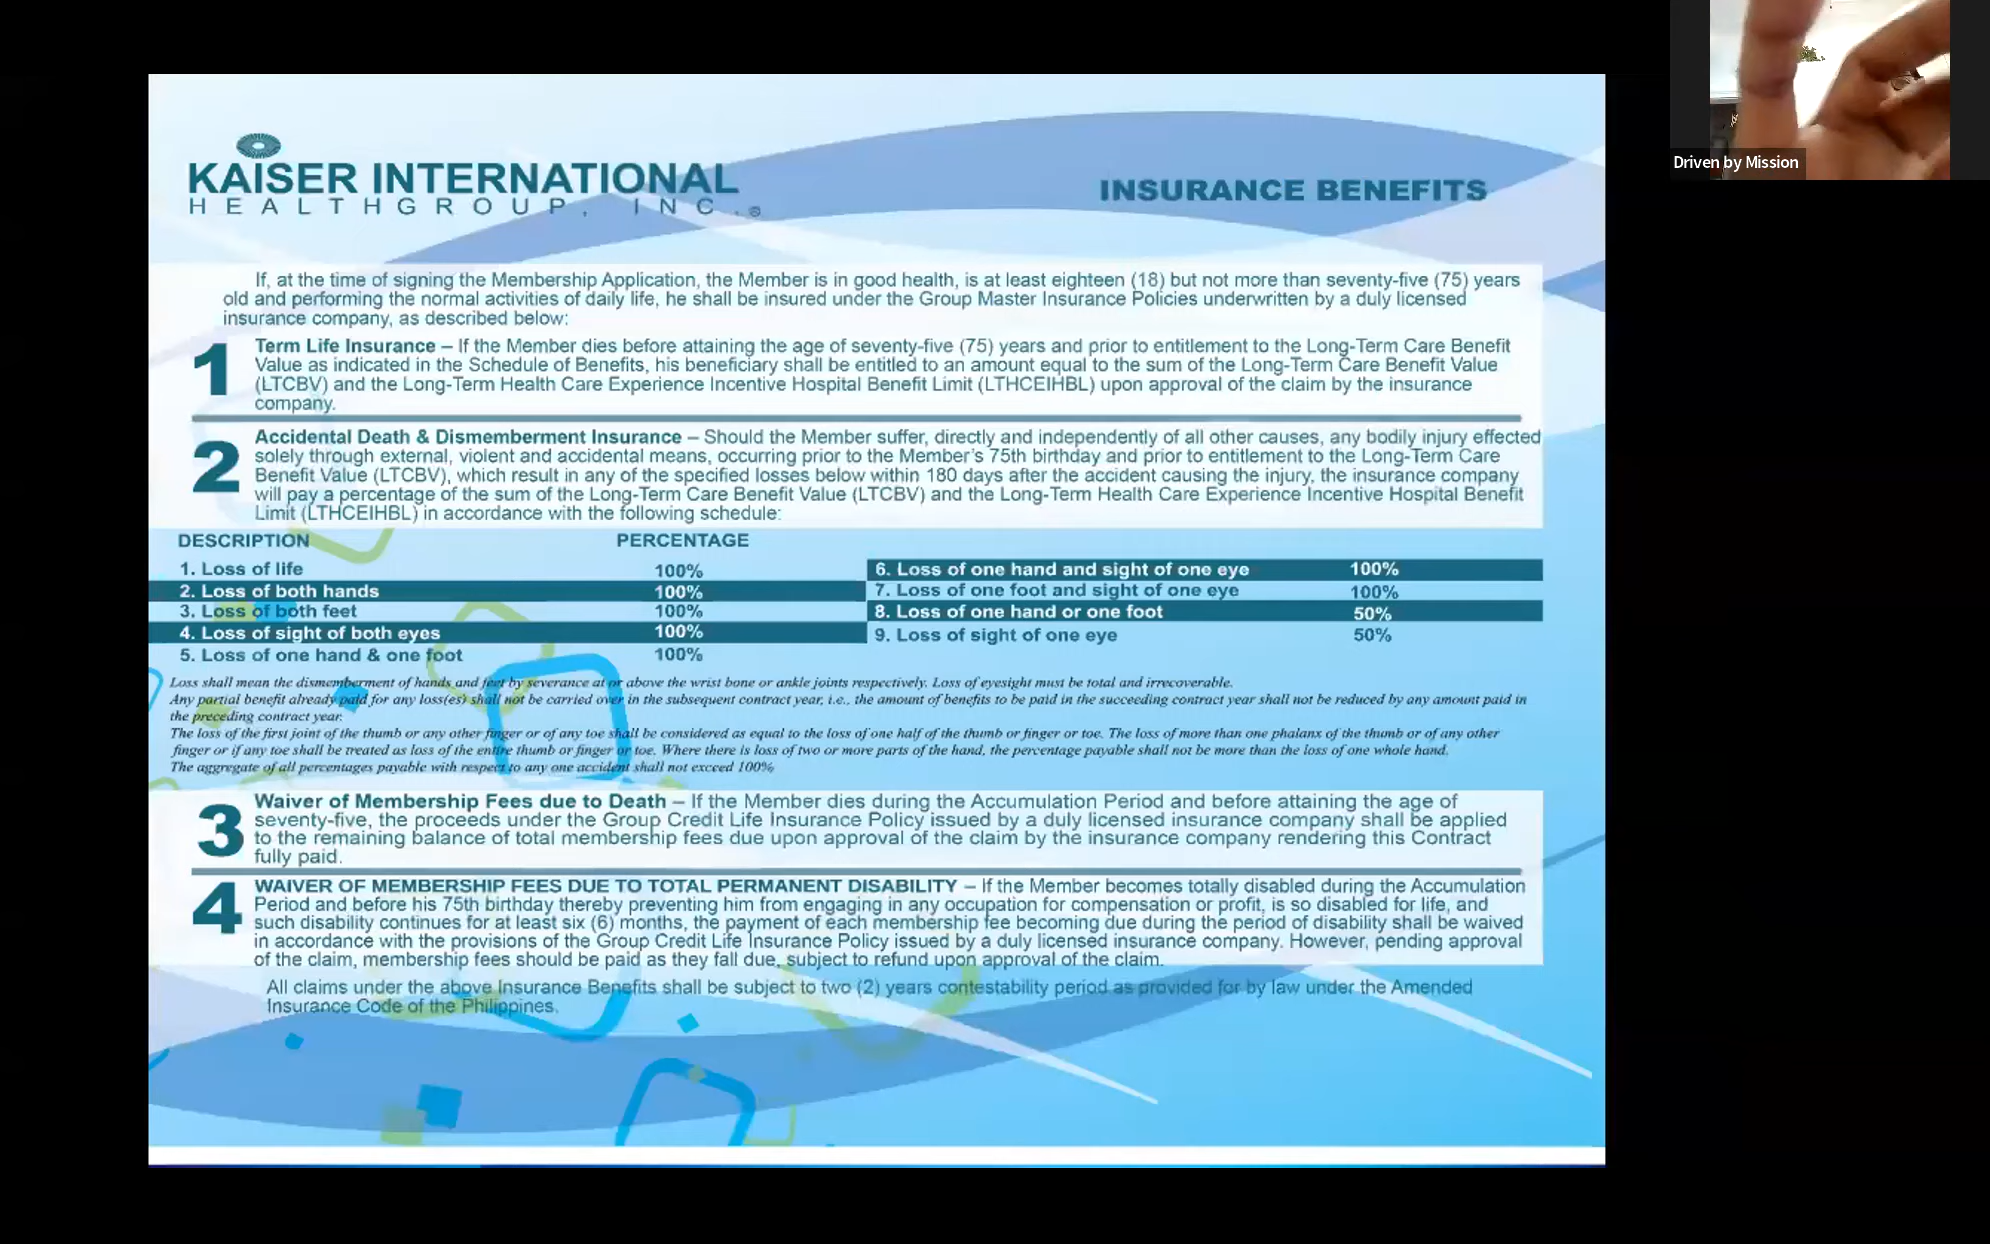 Driven by Mission
KAISER INTERNATIONAL
HEALTHGROUP, INC.®
INSURANCE BENEFITS
If, at the time of signing the Membership Application, the Member is in good health, is at least eighteen (18) but not more than seventy-five (75) years
old and performing the normal activities of daily life, he shall be insured under the Group Master Insurance Policies underwritten by a duly licensed
insurance company, as described below:
1
Term Life Insurance – If the Member dies before attaining the age of seventy-five (75) years and prior to entitlement to the Long-Term Care Benefit
Value as indicated in the Schedule of Benefits, his beneficiary shall be entitled to an amount equal to the sum of the Long-Term Care Benefit Value
(LTCBV) and the Long-Term Health Care Experience Incentive Hospital Benefit Limit (LTHCEIHBL) upon approval of the claim by the insurance
company.
2
Accidental Death & Dismemberment Insurance – Should the Member suffer, directly and independently of all other causes, any bodily injury effected
solely through external, violent and accidental means, occurring prior to the Member’s 75th birthday and prior to entitlement to the Long-Term Care
Benefit Value (LTCBV), which result in any of the specified losses below within 180 days after the accident causing the injury, the insurance company
will pay a percentage of the sum of the Long-Term Care Benefit Value (LTCBV) and the Long-Term Health Care Experience Incentive Hospital Benefit
Limit (LTHCEIHBL) in accordance with the following schedule:
DESCRIPTION PERCENTAGE
1. Loss of life 100%
2. Loss of both hands 100%
3. Loss of both feet 100%
4. Loss of sight of both eyes 100%
5. Loss of one hand & one foot 100%
6. Loss of one hand and sight of one eye 100%
7. Loss of one foot and sight of one eye 100%
8. Loss of one hand or one foot 50%
9. Loss of sight of one eye 50%
Loss shall mean the dismemberment of hands and feet by severance at or above the wrist bone or ankle joints respectively. Loss of eyesight must be total and irrecoverable.
Any partial benefit already paid for any loss(es) shall not be carried over in the subsequent contract year, i.e., the amount of benefits to be paid in the succeeding contract year shall not be reduced by any amount paid in
the preceding contract year.
The loss of the first joint of the thumb or any other finger or of any toe shall be considered as equal to the loss of one half of the thumb or finger or toe. The loss of more than one phalanx of the thumb or of any other
finger or if any toe shall be treated as loss of the entire thumb or finger or toe. Where there is loss of two or more parts of the hand, the percentage payable shall not be more than the loss of one whole hand.
The aggregate of all percentages payable with respect to any one accident shall not exceed 100%
3
Waiver of Membership Fees due to Death – If the Member dies during the Accumulation Period and before attaining the age of
seventy-five, the proceeds under the Group Credit Life Insurance Policy issued by a duly licensed insurance company shall be applied
to the remaining balance of total membership fees due upon approval of the claim by the insurance company rendering this Contract
fully paid.
4
WAIVER OF MEMBERSHIP FEES DUE TO TOTAL PERMANENT DISABILITY – If the Member becomes totally disabled during the Accumulation
Period and before his 75th birthday thereby preventing him from engaging in any occupation for compensation or profit, is so disabled for life, and
such disability continues for at least six (6) months, the payment of each membership fee becoming due during the period of disability shall be waived
in accordance with the provisions of the Group Credit Life Insurance Policy issued by a duly licensed insurance company. However, pending approval
of the claim, membership fees should be paid as they fall due, subject to refund upon approval of the claim.
All claims under the above Insurance Benefits shall be subject to two (2) years contestability period as provided for by law under the Amended
Insurance Code of the Philippines.